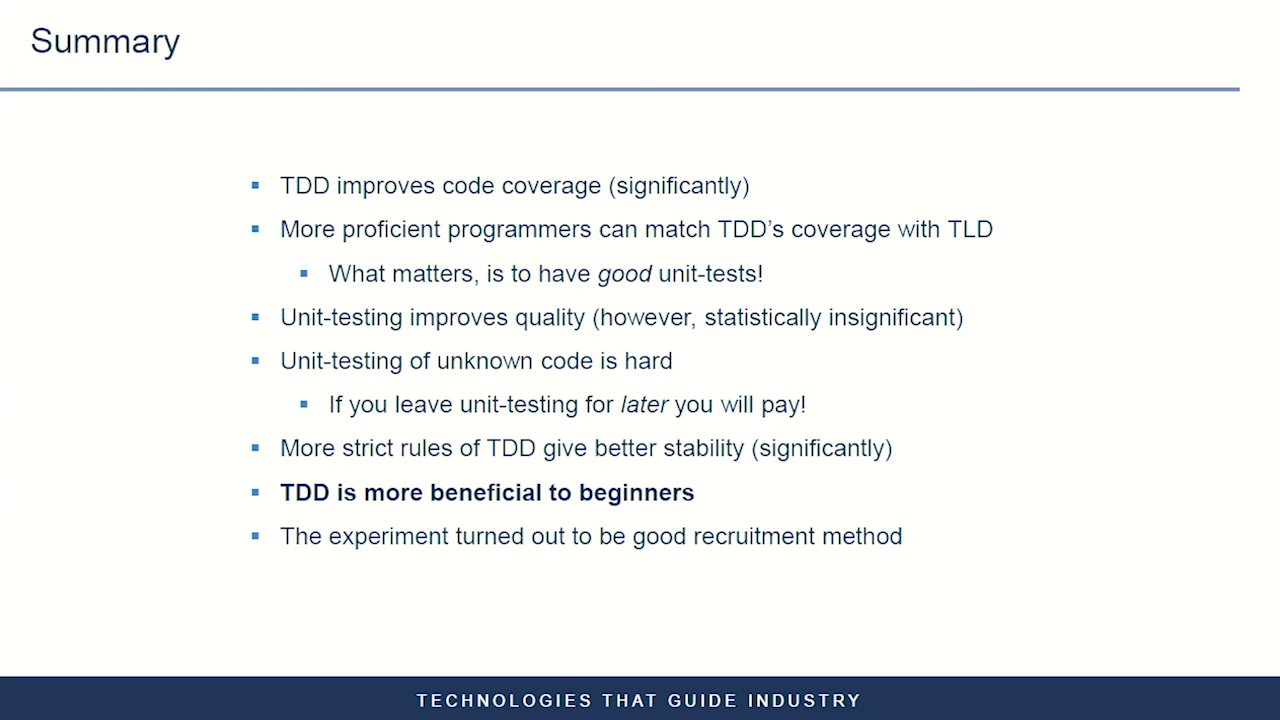 Summary
TDD improves code coverage (significantly)
More proficient programmers can match TDD's coverage with TLD
What matters, is to have good unit-tests!
Unit-testing improves quality (however, statistically insignificant)
Unit-testing of unknown code is hard
If you leave unit-testing for later you will pay!
More strict rules of TDD give better stability (significantly)
TDD is more beneficial to beginners
The experiment turned out to be good recruitment method
TECHNOLOGIES THAT GUIDE INDUSTRY